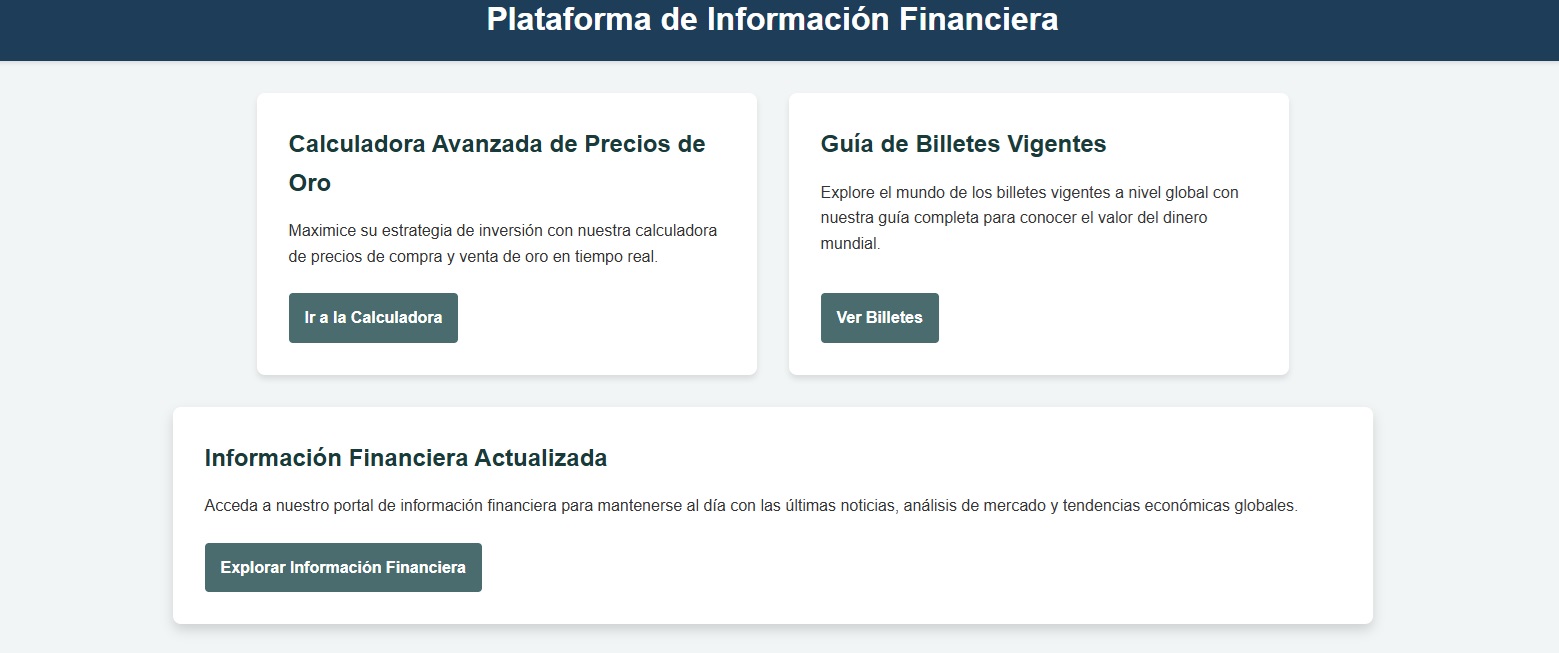 Plataforma de Información Financiera
Calculadora Avanzada de Precios de
Oro
Maximice su estrategia de inversión con nuestra calculadora
de precios de compra y venta de oro en tiempo real.
Ir a la Calculadora
Guía de Billetes Vigentes
Explore el mundo de los billetes vigentes a nivel global con
nuestra guía completa para conocer el valor del dinero
mundial.
Ver Billetes
Información Financiera Actualizada
Acceda a nuestro portal de información financiera para mantenerse al día con las últimas noticias, análisis de mercado y tendencias económicas globales.
Explorar Información Financiera